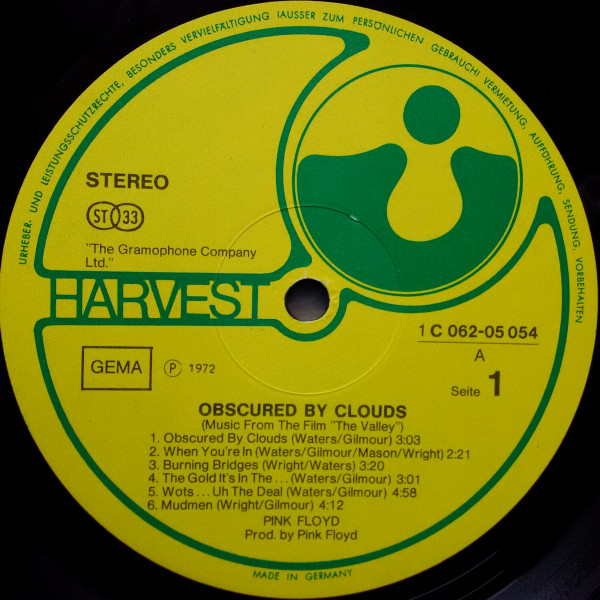 URHEBER- UND LEISTUNGSSCHUTZRECHTE, BESONDERS VERVIELFÄLTIGUNG (AUSSER ZUM PERSÖNLICHEN GEBRAUCH) VERMIETUNG, AUFFÜHRUNG, SENDUNG, VORBEHALTEN
STEREO
ST 33
"The Gramophone Company
Ltd."
HARVEST
1 C 062-05 054
A
Seite 1
GEMA
℗ 1972
OBSCURED BY CLOUDS
(Music From The Film "The Valley")
1. Obscured By Clouds (Waters/Gilmour) 3:03
2. When You're In (Waters/Gilmour/Mason/Wright) 2:21
3. Burning Bridges (Wright/Waters) 3:20
4. The Gold It's In The ... (Waters/Gilmour) 3:01
5. Wots ... Uh The Deal (Waters/Gilmour) 4:58
6. Mudmen (Wright/Gilmour) 4:12
PINK FLOYD
Prod. by Pink Floyd
MADE IN GERMANY